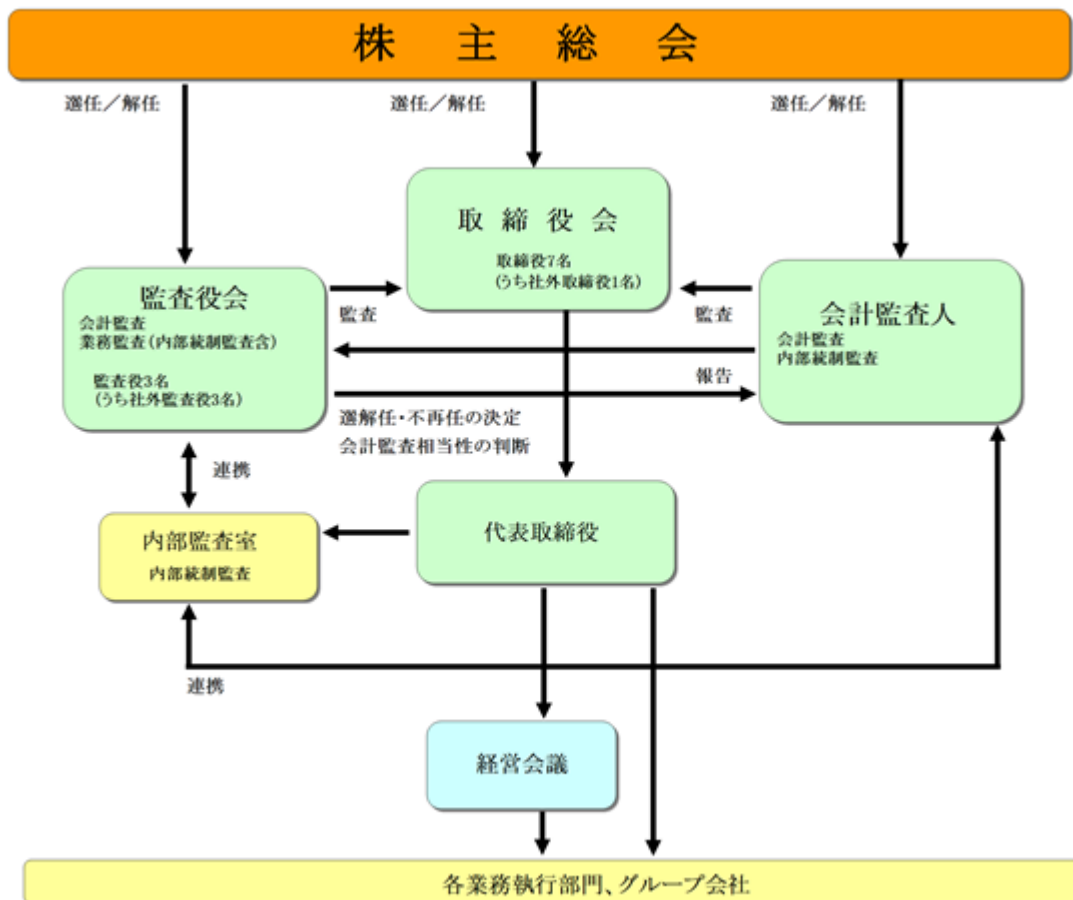 株主総会
選任／解任
選任／解任
選任／解任
取締役会
取締役7名
(うち社外取締役1名)
監査役会
会計監査
業務監査(内部統制監査含)
監査役3名
(うち社外監査役3名)
監査
監査
会計監査人
会計監査
内部統制監査
報告
選解任・不再任の決定
会計監査相当性の判断
連携
内部監査室
内部統制監査
代表取締役
連携
経営会議
各業務執行部門、グループ会社